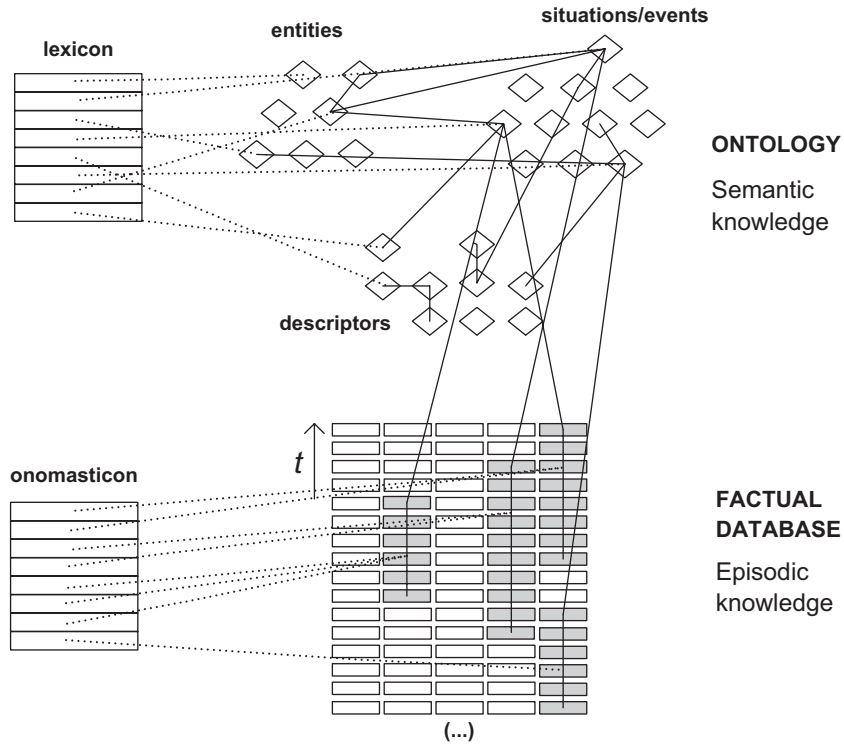 situations/events
entities
lexicon
ONTOLOGY
Semantic
knowledge
descriptors
t
onomasticon
FACTUAL
DATABASE
Episodic
knowledge
(...)